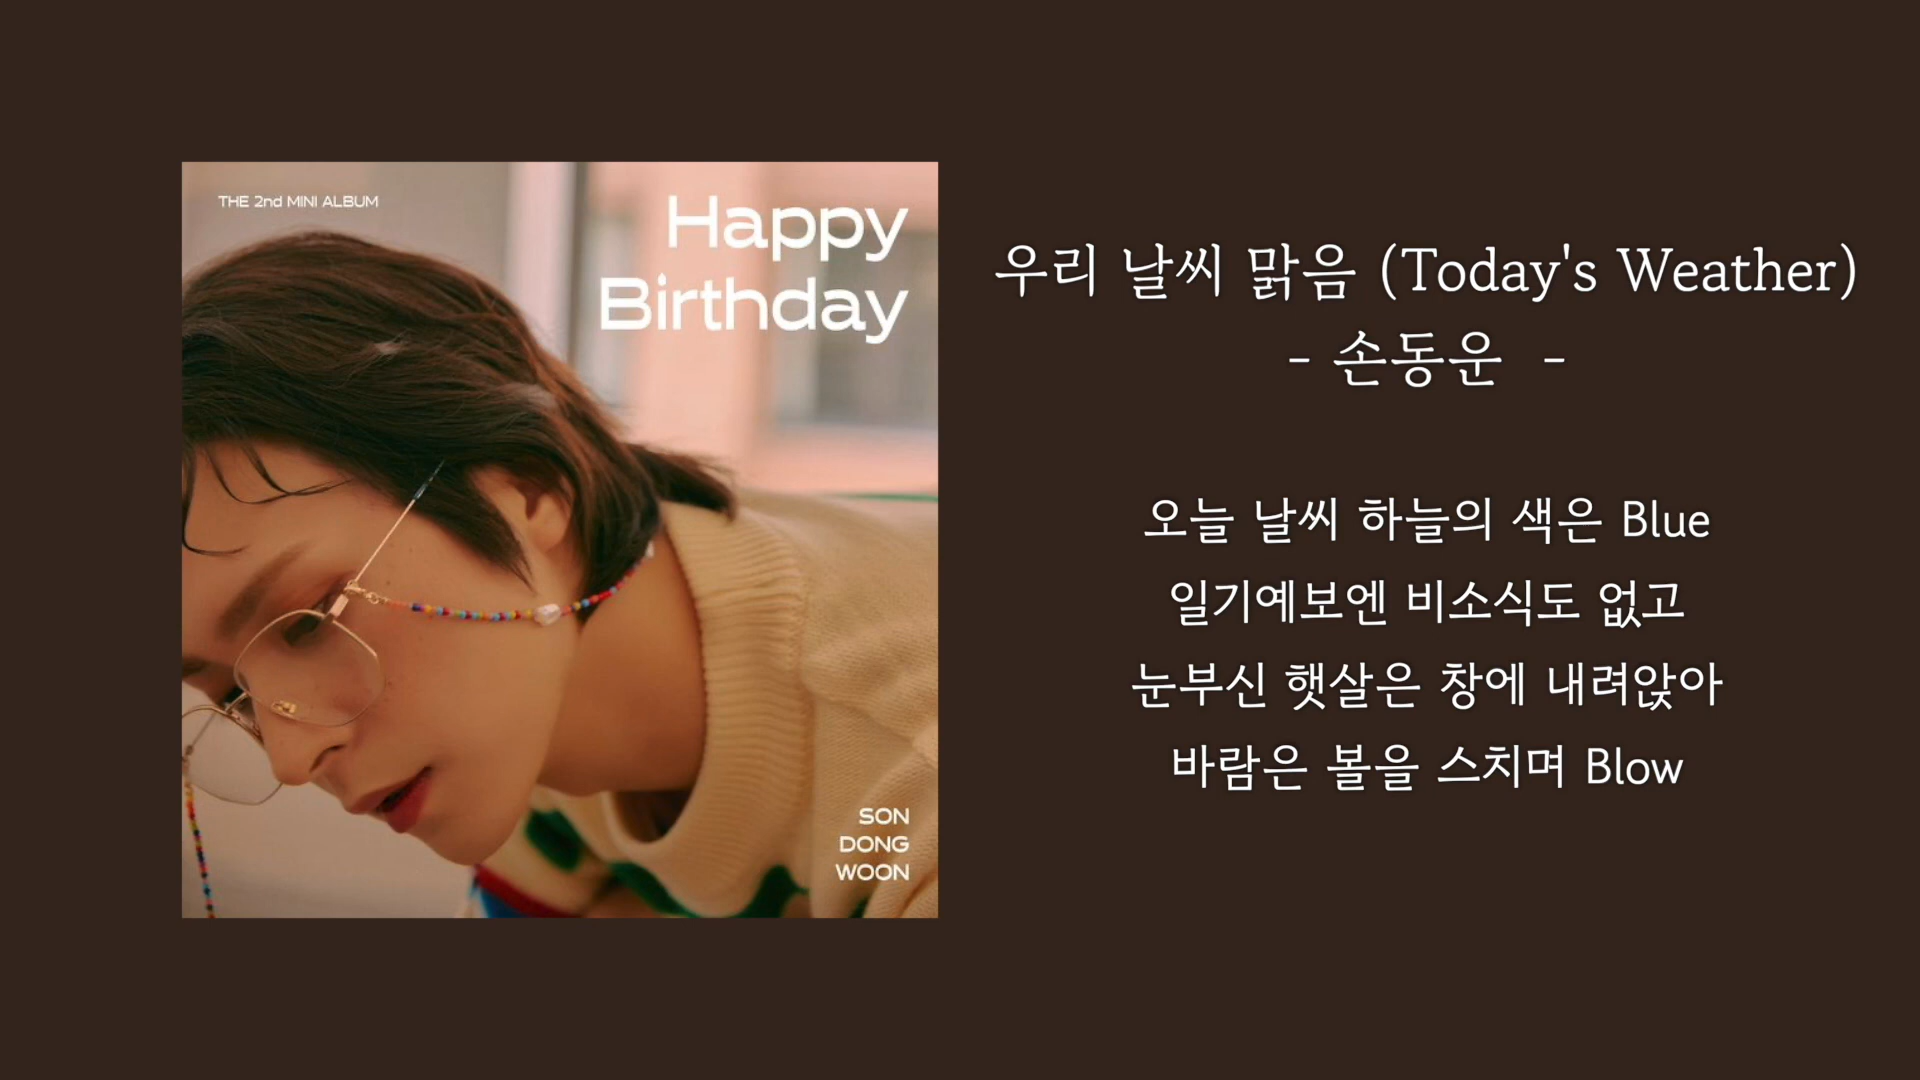 THE 2nd MINI ALBUM
Happy
Birthday
SON
DONG
WOON
우리 날씨 맑음 (Today's Weather)
- 손동운 -
오늘 날씨 하늘의 색은 Blue
일기예보엔 비소식도 없고
눈부신 햇살은 창에 내려앉아
바람은 볼을 스치며 Blow